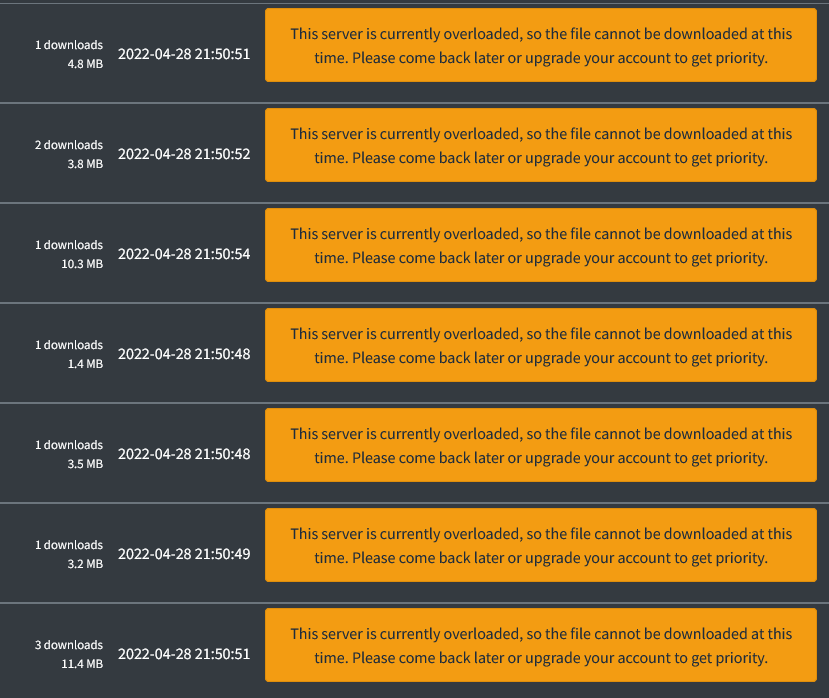 1 downloads
4.8 MB
2022-04-28 21:50:51
This server is currently overloaded, so the file cannot be downloaded at this
time. Please come back later or upgrade your account to get priority.
2 downloads
3.8 MB
2022-04-28 21:50:52
This server is currently overloaded, so the file cannot be downloaded at this
time. Please come back later or upgrade your account to get priority.
1 downloads
10.3 MB
2022-04-28 21:50:54
This server is currently overloaded, so the file cannot be downloaded at this
time. Please come back later or upgrade your account to get priority.
1 downloads
1.4 MB
2022-04-28 21:50:48
This server is currently overloaded, so the file cannot be downloaded at this
time. Please come back later or upgrade your account to get priority.
1 downloads
3.5 MB
2022-04-28 21:50:48
This server is currently overloaded, so the file cannot be downloaded at this
time. Please come back later or upgrade your account to get priority.
1 downloads
3.2 MB
2022-04-28 21:50:49
This server is currently overloaded, so the file cannot be downloaded at this
time. Please come back later or upgrade your account to get priority.
3 downloads
11.4 MB
2022-04-28 21:50:51
This server is currently overloaded, so the file cannot be downloaded at this
time. Please come back later or upgrade your account to get priority.